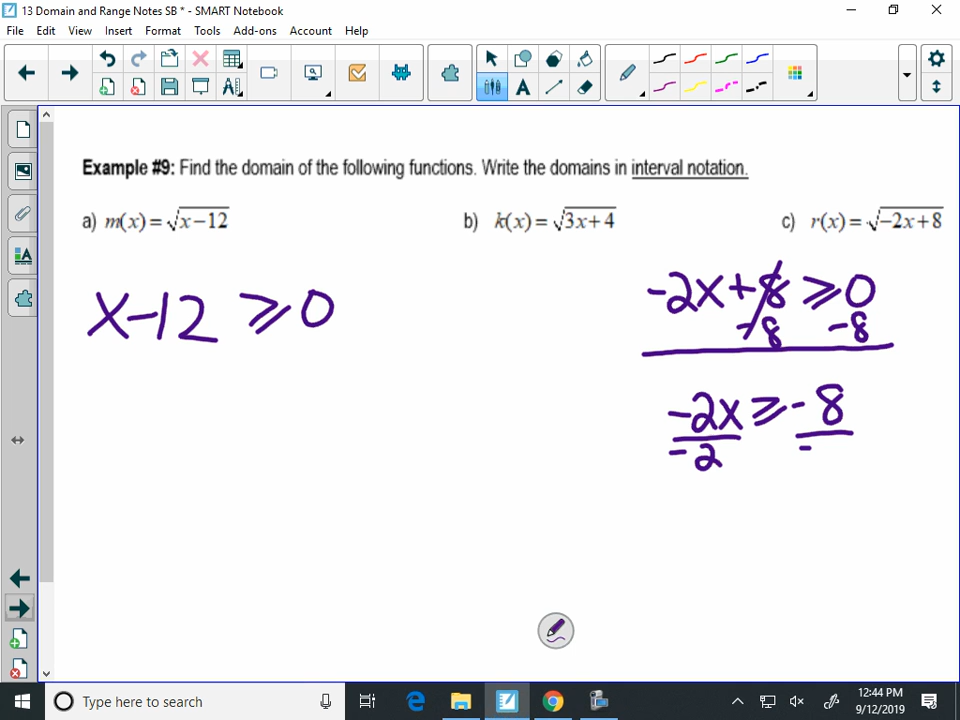 13 Domain and Range Notes SB * - SMART Notebook
File Edit View Insert Format Tools Add-ons Account Help
Example #9: Find the domain of the following functions. Write the domains in interval notation.
a) m(x) = √x−12 b) k(x) = √3x+4 c) r(x) = √−2x+8
x-12 ≥ 0
-2x+8 ≥ 0
-8 -8
-2x ≥ -8
-2 -
Type here to search
12:44 PM
9/12/2019